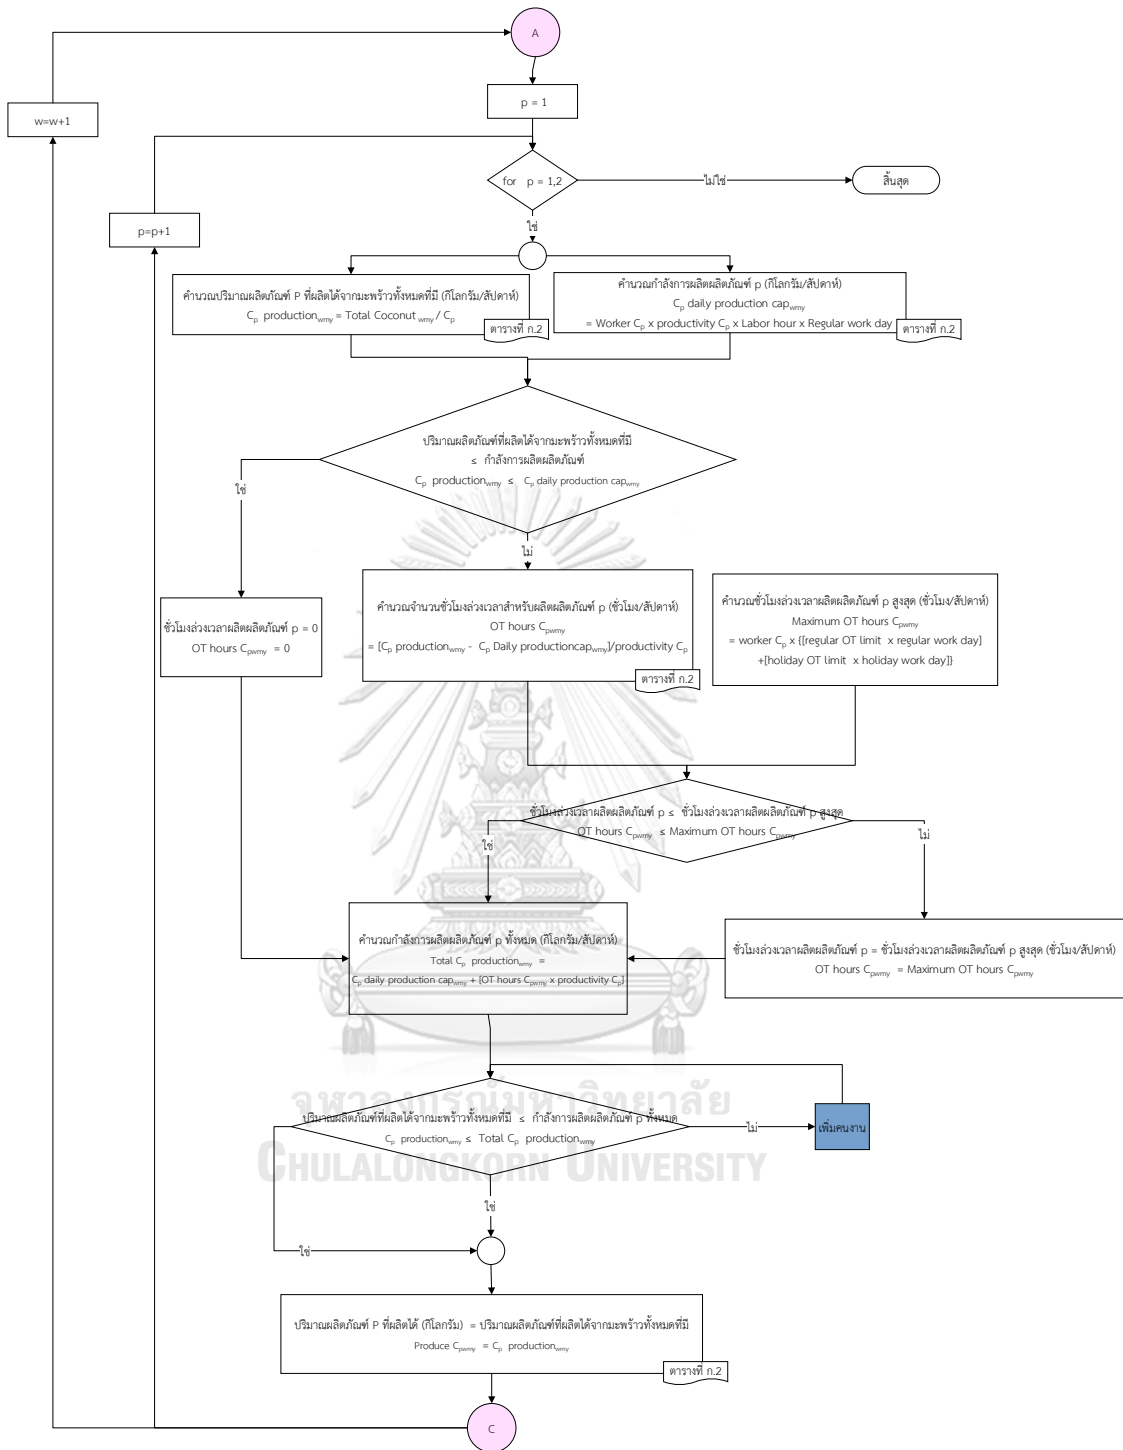 A
p = 1
w=w+1
for p = 1,2
ไม่ใช่
สิ้นสุด
p=p+1
ใช่
คำนวณปริมาณผลิตภัณฑ์ P ที่ผลิตได้จากมะพร้าวทั้งหมดที่มี (กิโลกรัม/สัปดาห์)
Cp production wmy = Total Coconut wmy / Cp
ตารางที่ ก.2
คำนวณกำลังการผลิตผลิตภัณฑ์ p (กิโลกรัม/สัปดาห์)
Cp daily production cap wmy
= Worker Cp x productivity Cp x Labor hour x Regular work day
ตารางที่ ก.2
ปริมาณผลิตภัณฑ์ที่ผลิตได้จากมะพร้าวทั้งหมดที่มี
≤ กำลังการผลิตผลิตภัณฑ์
Cp production wmy ≤ Cp daily production cap wmy
ใช่
ไม่
ชั่วโมงล่วงเวลาผลิตผลิตภัณฑ์ p = 0
OT hours Cpwmy = 0
คำนวณจำนวนชั่วโมงล่วงเวลาสำหรับผลิตผลิตภัณฑ์ p (ชั่วโมง/สัปดาห์)
OT hours Cpwmy
= [Cp production wmy - Cp Daily productioncap wmy]/productivity Cp
ตารางที่ ก.2
คำนวณชั่วโมงล่วงเวลาผลิตผลิตภัณฑ์ p สูงสุด (ชั่วโมง/สัปดาห์)
Maximum OT hours Cpwmy
= worker Cp x {[regular OT limit x regular work day]
+[holiday OT limit x holiday work day]}
ชั่วโมงล่วงเวลาผลิตผลิตภัณฑ์ p ≤ ชั่วโมงล่วงเวลาผลิตผลิตภัณฑ์ p สูงสุด
OT hours Cpwmy ≤ Maximum OT hours Cpwmy
ใช่
ไม่
คำนวณกำลังการผลิตผลิตภัณฑ์ p ทั้งหมด (กิโลกรัม/สัปดาห์)
Total Cp production wmy =
Cp daily production cap wmy + [OT hours Cpwmy x productivity Cp]
ชั่วโมงล่วงเวลาผลิตผลิตภัณฑ์ p = ชั่วโมงล่วงเวลาผลิตผลิตภัณฑ์ p สูงสุด (ชั่วโมง/สัปดาห์)
OT hours Cpwmy = Maximum OT hours Cpwmy
จุฬาลงกรณ์มหาวิทยาลัย
ปริมาณผลิตภัณฑ์ที่ผลิตได้จากมะพร้าวทั้งหมดที่มี ≤ กำลังการผลิตผลิตภัณฑ์ p ทั้งหมด
Cp production wmy ≤ Total Cp production wmy
ไม่
เพิ่มคนงาน
CHULALONGKORN UNIVERSITY
ใช่
ใช่
ปริมาณผลิตภัณฑ์ P ที่ผลิตได้ (กิโลกรัม) = ปริมาณผลิตภัณฑ์ที่ผลิตได้จากมะพร้าวทั้งหมดที่มี
Produce Cpwmy = Cp production wmy
ตารางที่ ก.2
C